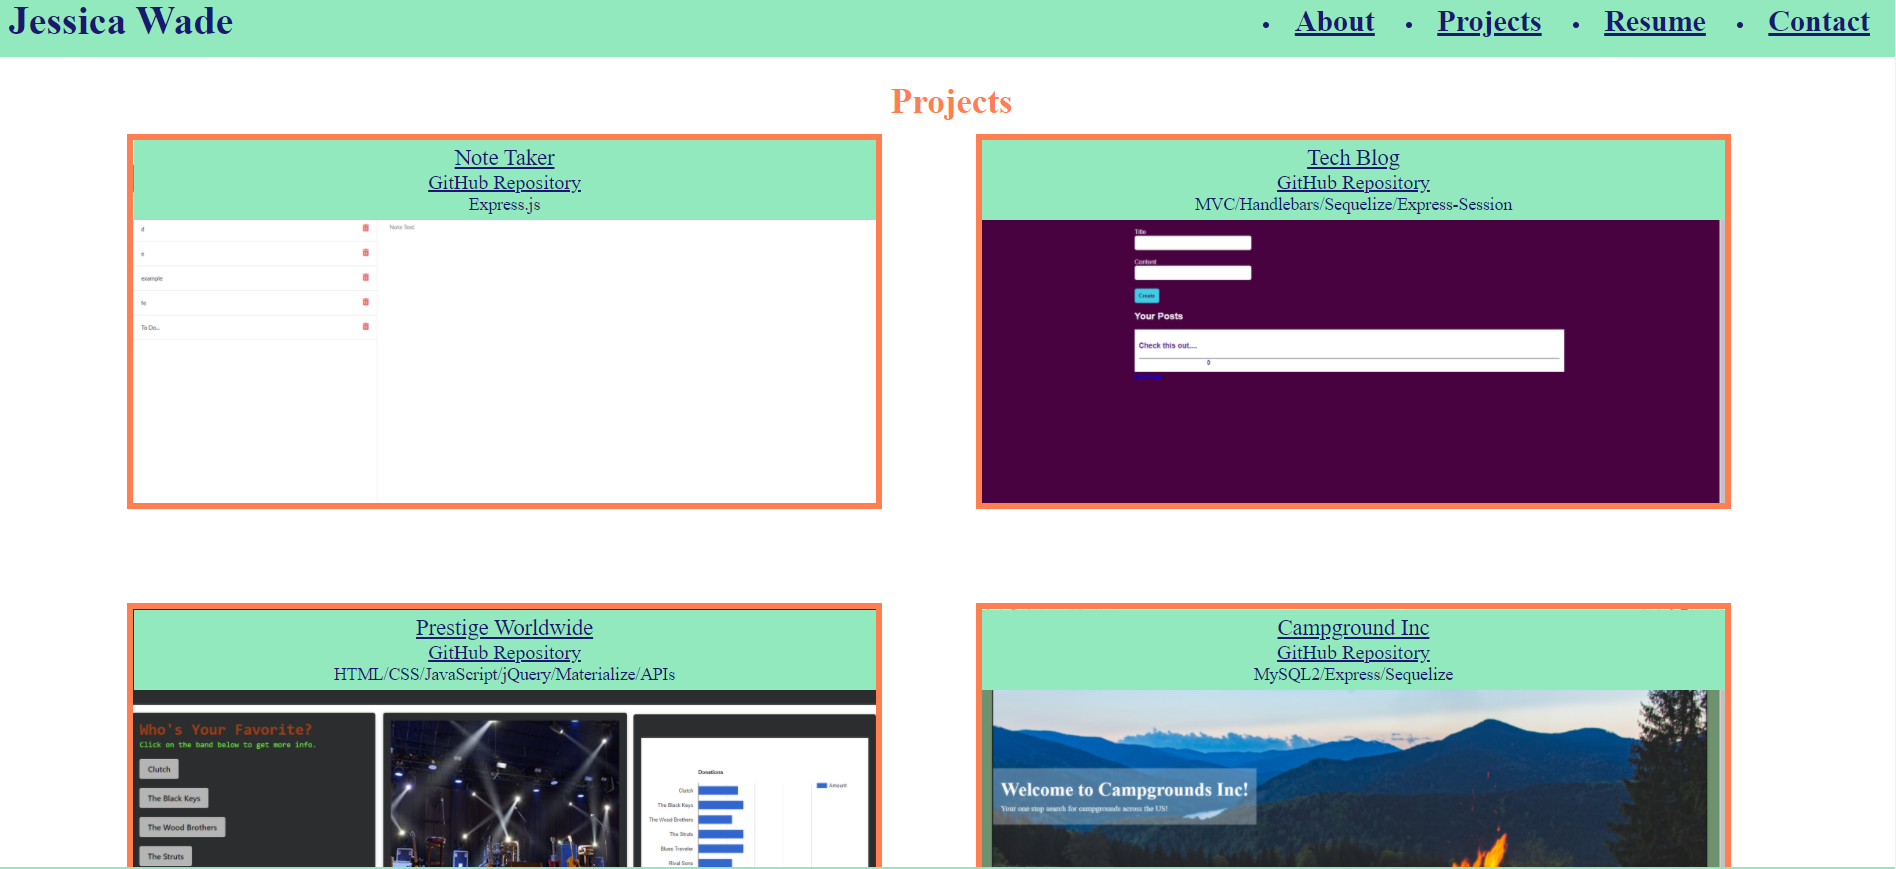 Jessica Wade
• About • Projects • Resume • Contact
Projects
Note Taker
GitHub Repository
Express.js
d
Note Text
e
example
fe
To Do...
Tech Blog
GitHub Repository
MVC/Handlebars/Sequelize/Express-Session
Title
Content
Create
Your Posts
Check this out....
0
Prestige Worldwide
GitHub Repository
HTML/CSS/JavaScript/jQuery/Materialize/APIs
Who's Your Favorite?
Click on the band below to get more info.
Clutch
The Black Keys
The Wood Brothers
The Struts
Donations
Amount
Clutch
The Black Keys
The Wood Brothers
The Struts
Blues Traveler
Rival Sons
Campground Inc
GitHub Repository
MySQL2/Express/Sequelize
Welcome to Campgrounds Inc!
Your one stop search for campgrounds across the US!